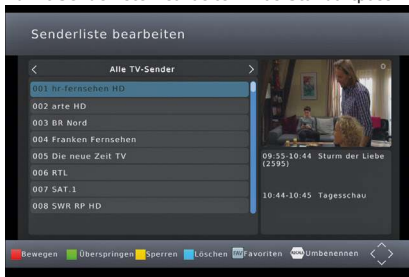 Senderliste bearbeiten
Alle TV-Sender
001 hr fernsehen HD
002 arte HD
003 BR Nord
004 Franken Fernsehen
005 Die neue Zeit TV
006 RTL
007 SAT.1
008 SWR RP HD
09:55-10:44 Sturm der Liebe
(2595)
10:44-10:45 Tagesschau
Bewegen Überspringen Sperren Löschen FAV Favoriten Umbenennen